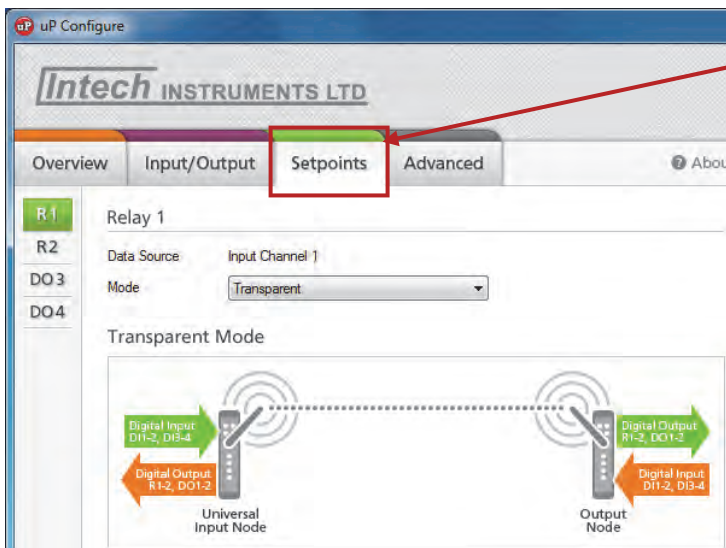 uP uP Configure
Intech INSTRUMENTS LTD
Overview Input/Output Setpoints Advanced Abou
R1
R2
DO3
DO4
Relay 1
Data Source Input Channel 1
Mode Transparent
Transparent Mode
Digital Input
DI1-2, DI3-4
Digital Output
R1-2, DO1-2
Universal
Input Node
Digital Output
R1-2, DO1-2
Digital Input
DI1-2, DI3-4
Output
Node